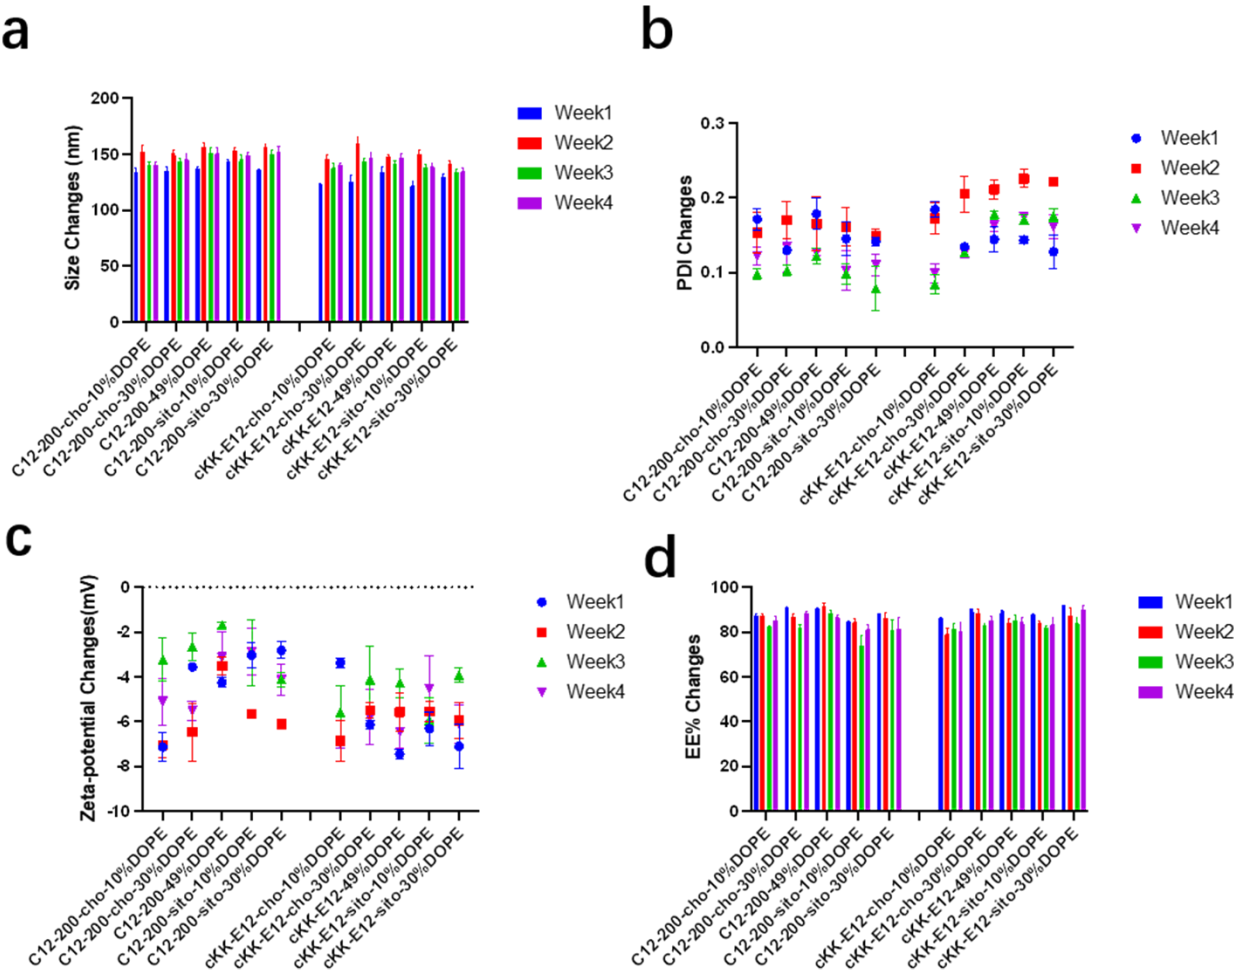 a
Size Changes (nm)
200
150
100
50
0
C12-200-cho-10%DOPE
C12-200-cho-30%DOPE
C12-200-49%DOPE
C12-200-sito-10%DOPE
C12-200-sito-30%DOPE
cKK-E12-cho-10%DOPE
cKK-E12-cho-30%DOPE
cKK-E12-49%DOPE
cKK-E12-sito-10%DOPE
cKK-E12-sito-30%DOPE
Week1
Week2
Week3
Week4
b
PDI Changes
0.3
0.2
0.1
0.0
C12-200-cho-10%DOPE
C12-200-cho-30%DOPE
C12-200-49%DOPE
C12-200-sito-10%DOPE
C12-200-sito-30%DOPE
cKK-E12-cho-10%DOPE
cKK-E12-cho-30%DOPE
cKK-E12-49%DOPE
cKK-E12-sito-10%DOPE
cKK-E12-sito-30%DOPE
Week1
Week2
Week3
Week4
c
Zeta-potential Changes(mV)
0
-2
-4
-6
-8
-10
C12-200-cho-10%DOPE
C12-200-cho-30%DOPE
C12-200-49%DOPE
C12-200-sito-10%DOPE
C12-200-sito-30%DOPE
cKK-E12-cho-10%DOPE
cKK-E12-cho-30%DOPE
cKK-E12-49%DOPE
cKK-E12-sito-10%DOPE
cKK-E12-sito-30%DOPE
Week1
Week2
Week3
Week4
d
EE% Changes
100
80
60
40
20
0
C12-200-cho-10%DOPE
C12-200-cho-30%DOPE
C12-200-49%DOPE
C12-200-sito-10%DOPE
C12-200-sito-30%DOPE
cKK-E12-cho-10%DOPE
cKK-E12-cho-30%DOPE
cKK-E12-49%DOPE
cKK-E12-sito-10%DOPE
cKK-E12-sito-30%DOPE
Week1
Week2
Week3
Week4